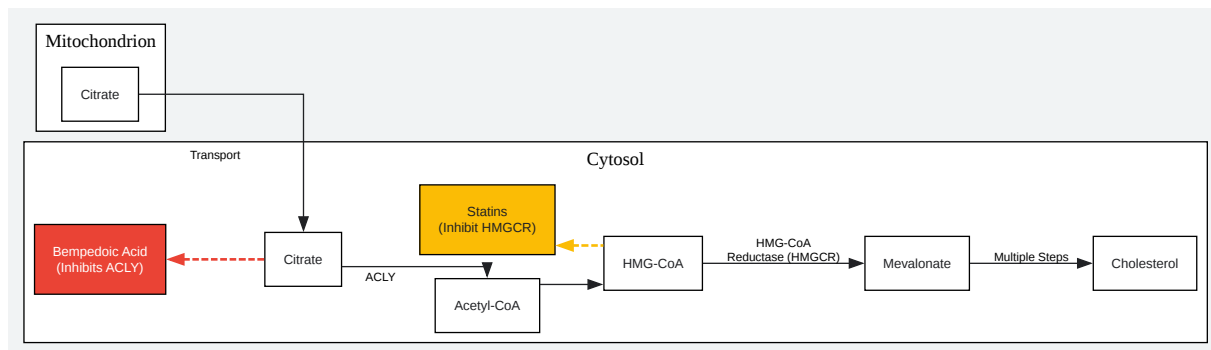 Mitochondrion
Citrate
Transport
Cytosol
Bempedoic Acid
(Inhibits ACLY)
Citrate
ACLY
Statins
(Inhibit HMGCR)
Acetyl-CoA
HMG-CoA
HMG-CoA
Reductase (HMGCR)
Mevalonate
Multiple Steps
Cholesterol